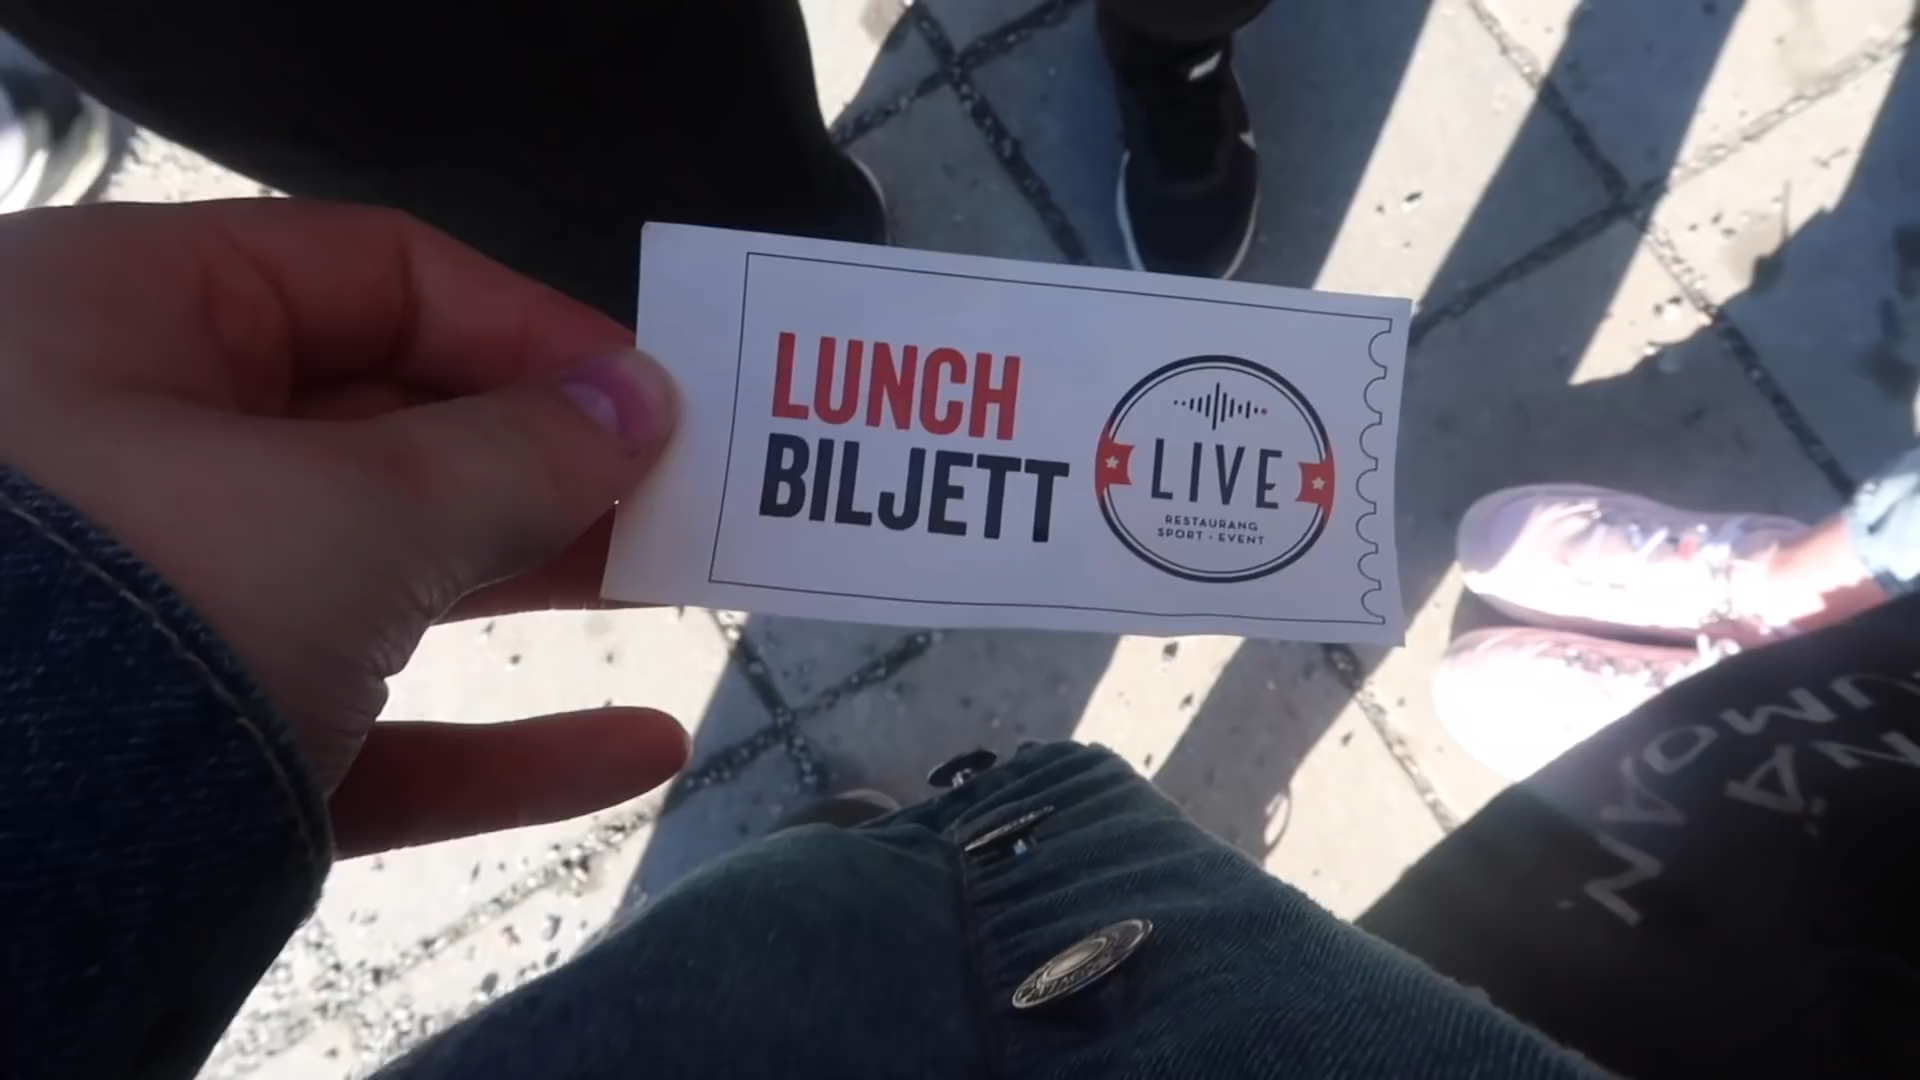 LUNCH
BILJETT
LIVE
RESTAURANG
SPORT · EVENT